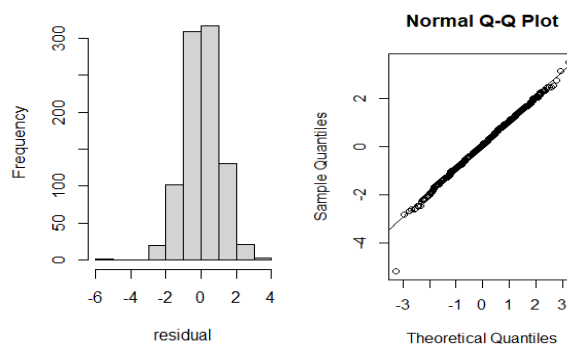 Frequency
300
200
100
50
0
-6 -4 -2 0 2 4
residual
Normal Q-Q Plot
Sample Quantiles
2
0
-2
-4
-3 -1 0 1 2 3
Theoretical Quantiles